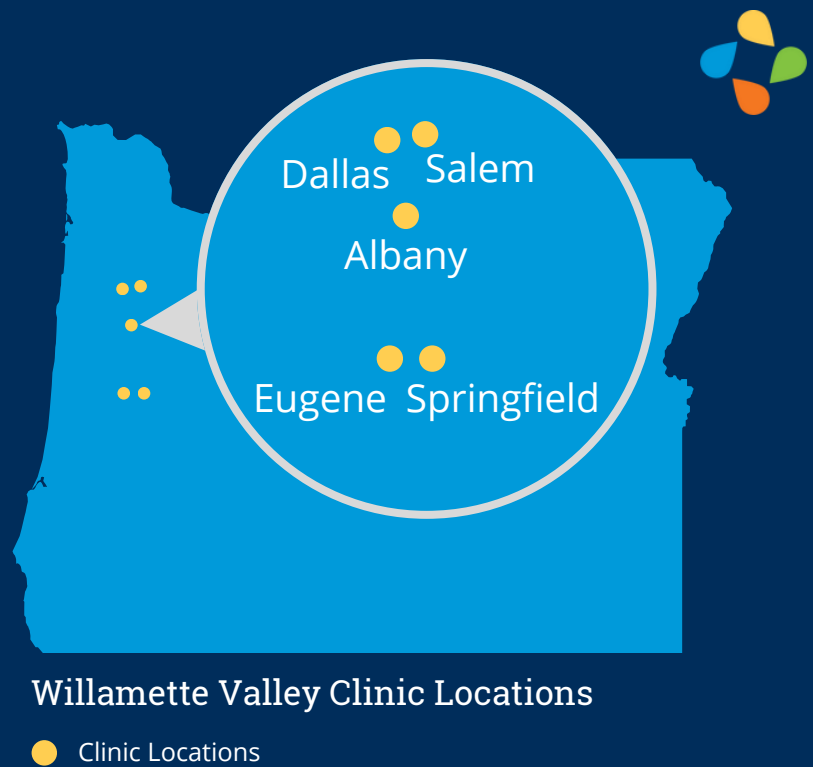 Dallas Salem
Albany
Eugene Springfield
Willamette Valley Clinic Locations
Clinic Locations